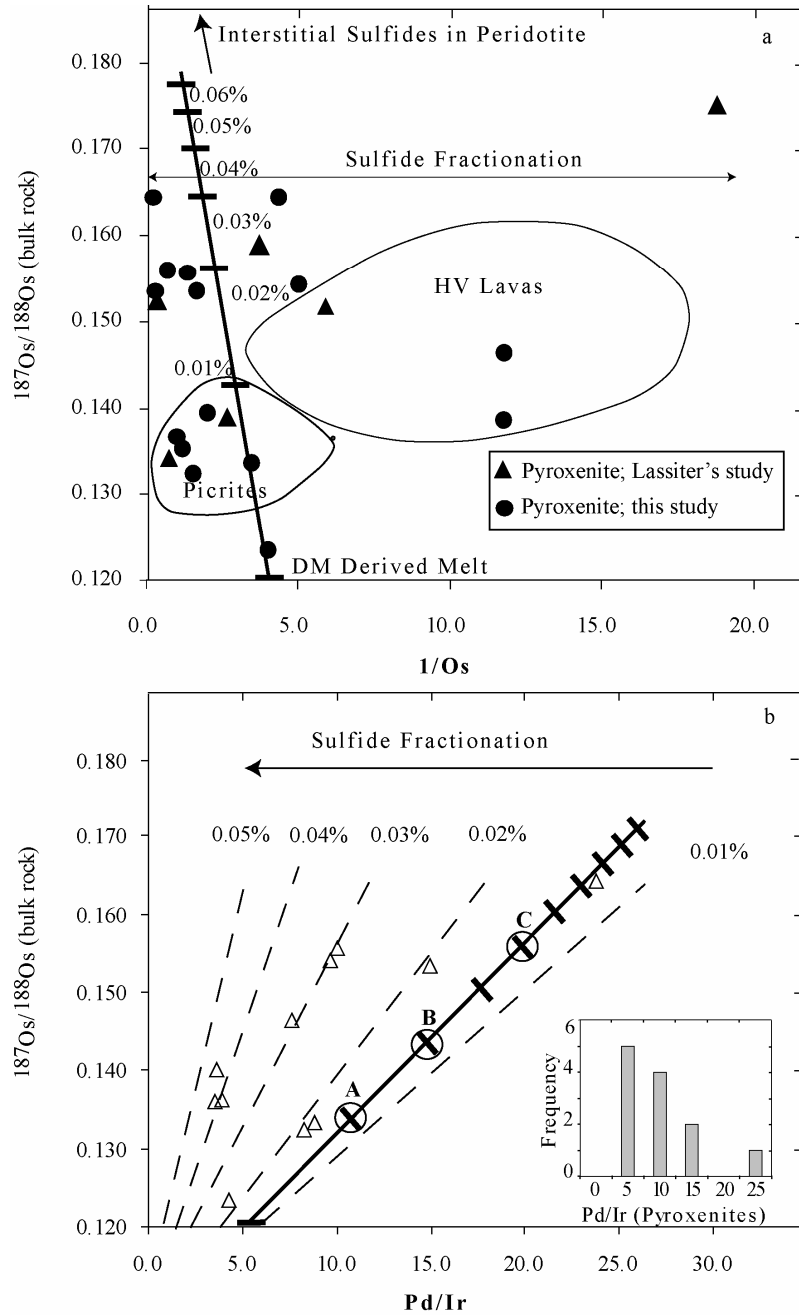 Interstitial Sulfides in Peridotite
a
0.180
0.06%
0.05%
0.170
0.04%
Sulfide Fractionation
0.160
0.03%
HV Lavas
0.02%
0.150
0.01%
0.140
Pyroxenite; Lassiter's study
0.130
Picrites
Pyroxenite; this study
DM Derived Melt
0.120
187Os/188Os (bulk rock)
0.0 5.0 10.0 15.0 20.0
1/Os
b
Sulfide Fractionation
0.180
0.05% 0.04% 0.03% 0.02%
0.170
0.01%
0.160
C
0.150
B
0.140
A
0.130
0.120
187Os/188Os (bulk rock)
6
4
2
0
Frequency
0 5 10 15 20 25
Pd/Ir (Pyroxenites)
0.0 5.0 10.0 15.0 20.0 25.0 30.0
Pd/Ir